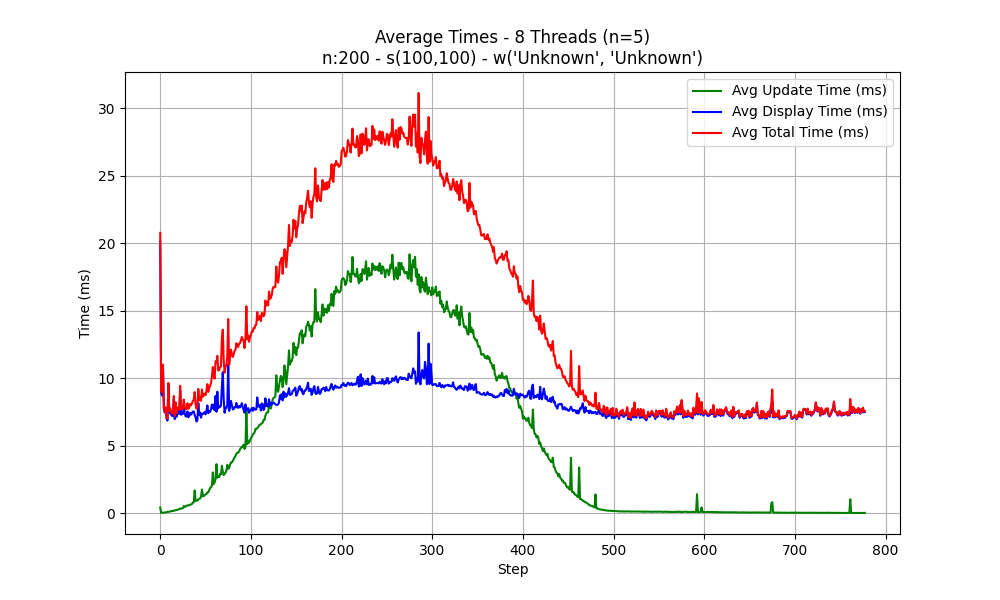 Average Times - 8 Threads (n=5)
n:200 - s(100,100) - w('Unknown', 'Unknown')
Avg Update Time (ms)
Avg Display Time (ms)
Avg Total Time (ms)
30
25
20
15
10
5
0
Time (ms)
0 100 200 300 400 500 600 700 800
Step